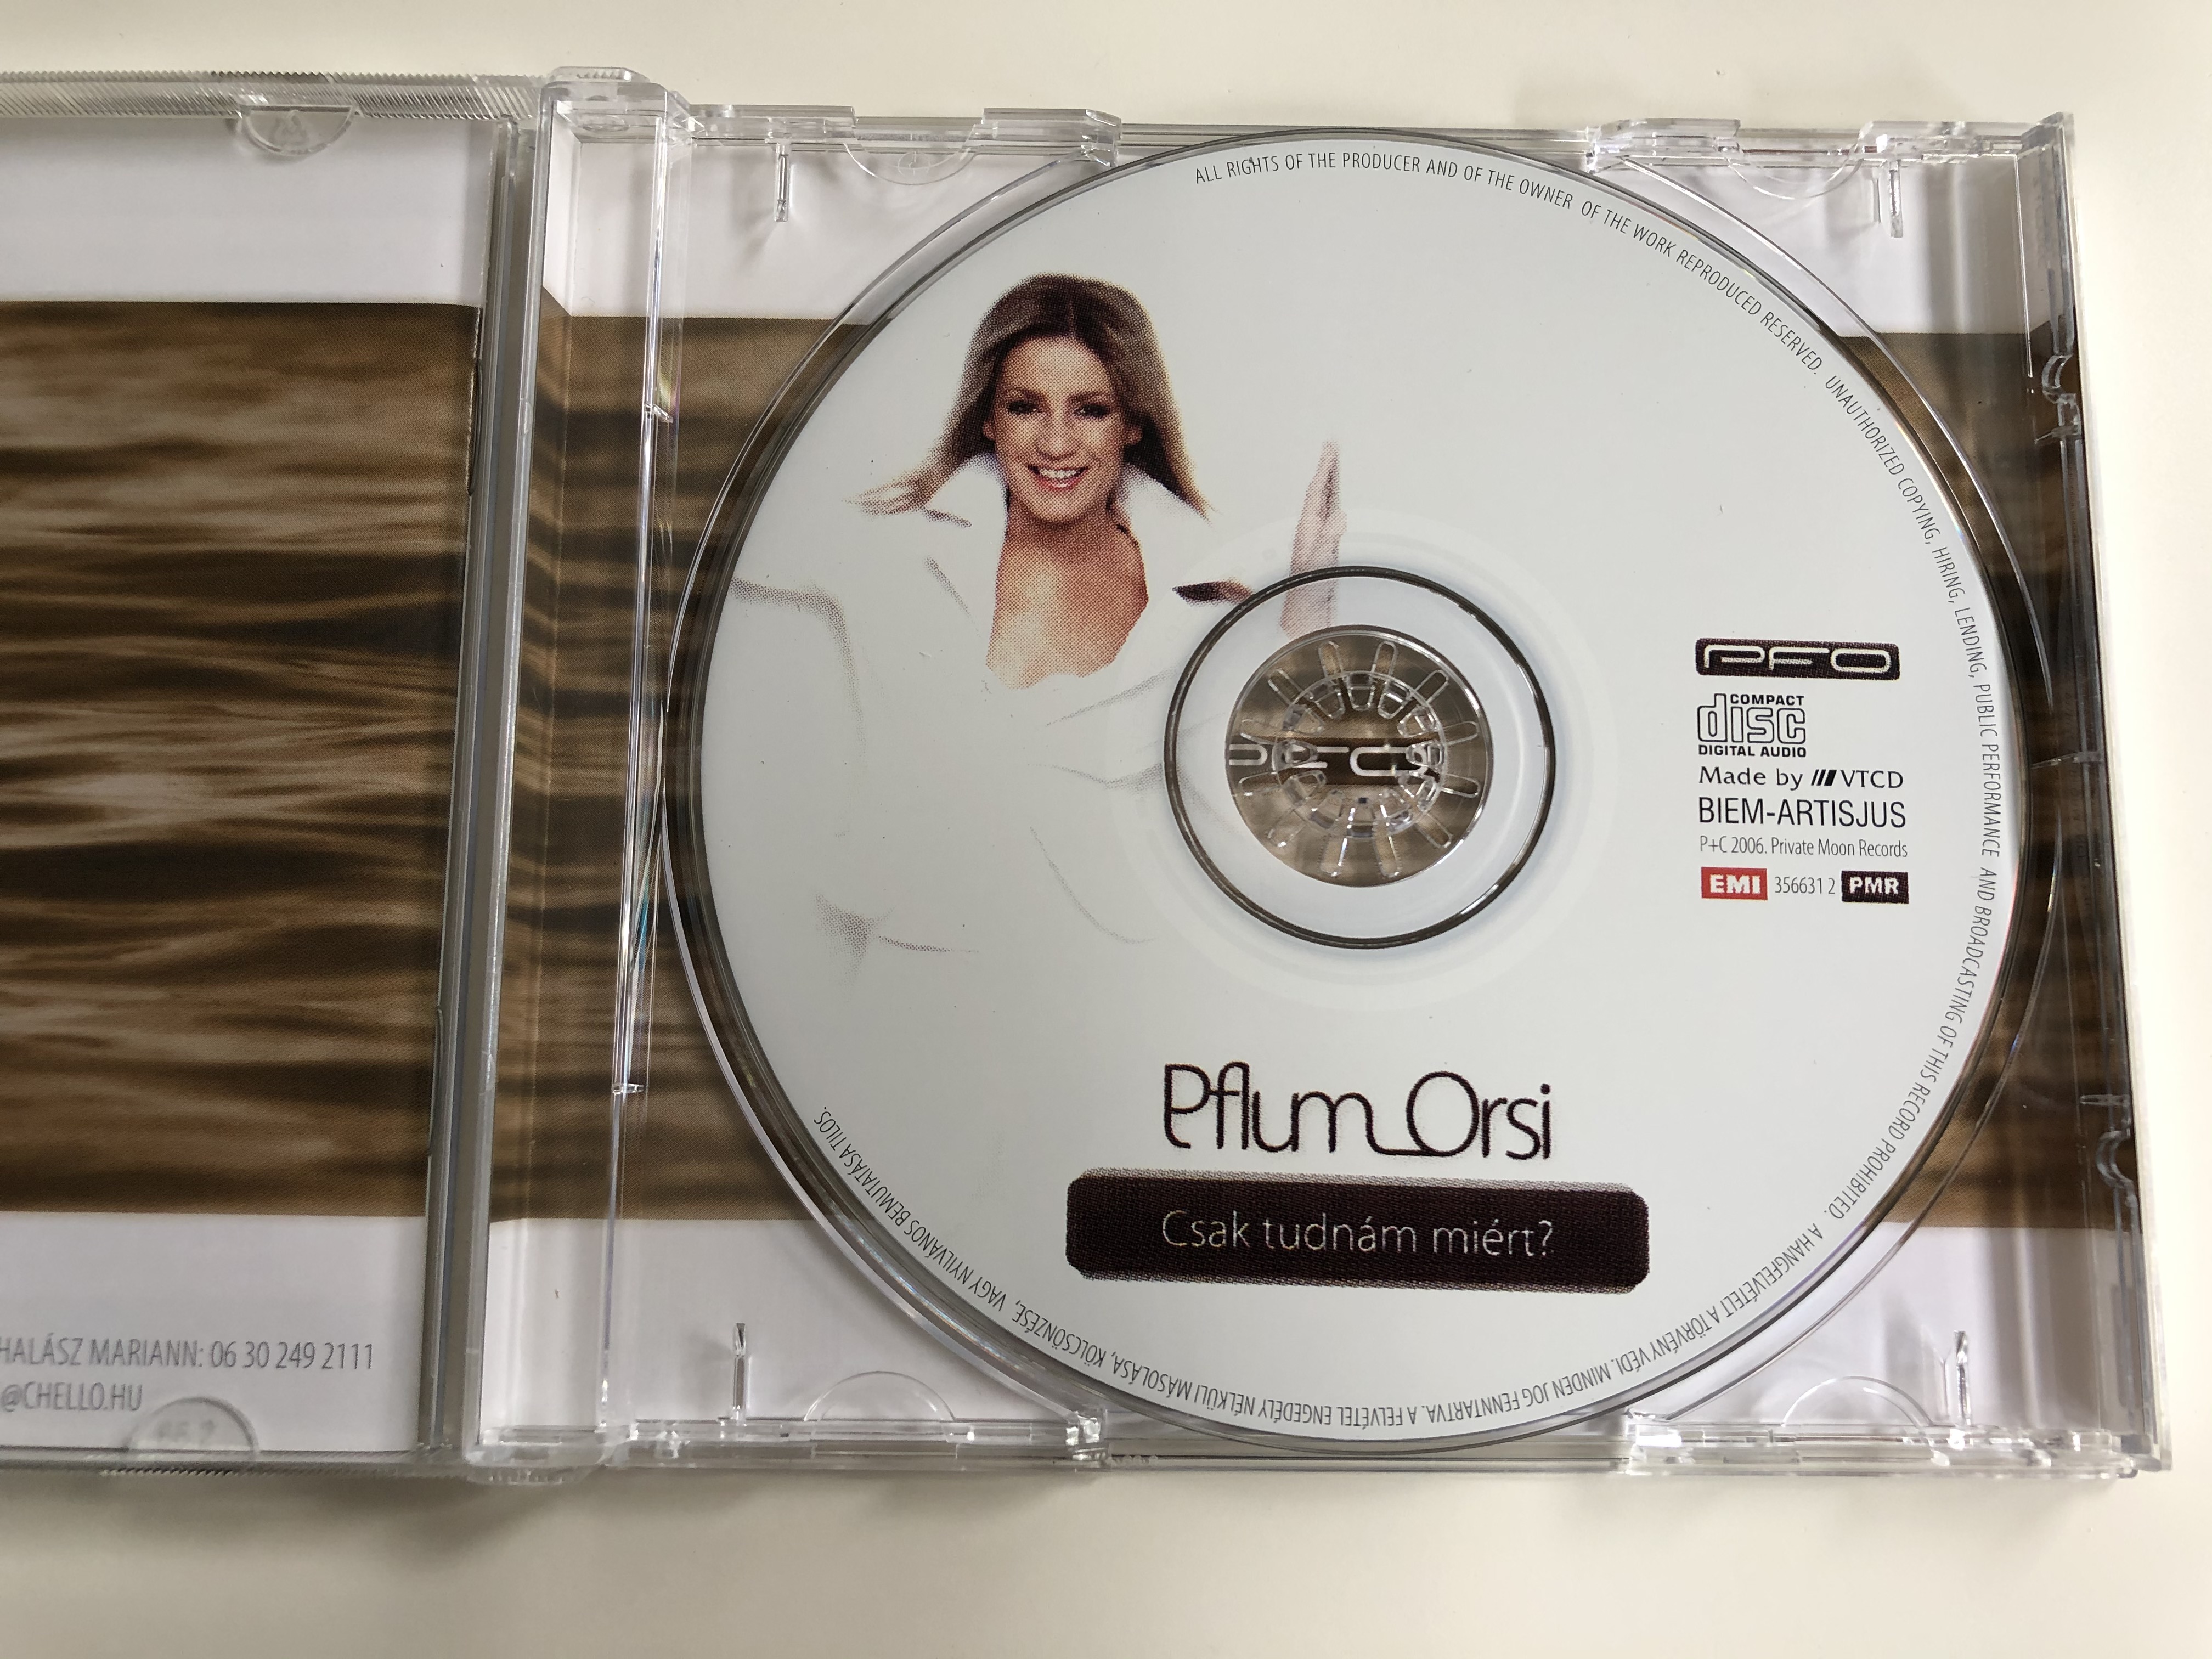 ALL RIGHTS OF THE PRODUCER AND OF THE OWNER OF THE WORK REPRODUCED RESERVED. UNAUTHORIZED COPYING, HIRING, LENDING, PUBLIC PERFORMANCE AND BROADCASTING OF THIS RECORD PROHIBITED. A HANGFELVÉTELT A TÖRVÉNY VÉDI. MINDEN JOG FENNTARTVA. A FELVÉTEL ENGEDÉLY NÉLKÜLI MÁSOLÁSA, KÖLCSÖNZÉSE, VAGY NYILVÁNOS BEMUTATÁSA TILOS.
PFO
COMPACT
disc
DIGITAL AUDIO
Made by VTCD
BIEM-ARTISJUS
P+C 2006. Private Moon Records
EMI 356631 2 PMR
PFO
Pflum Orsi
Csak tudnám miért?
HALÁSZ MARIANN: 06 30 249 2111
@CHELLO.HU